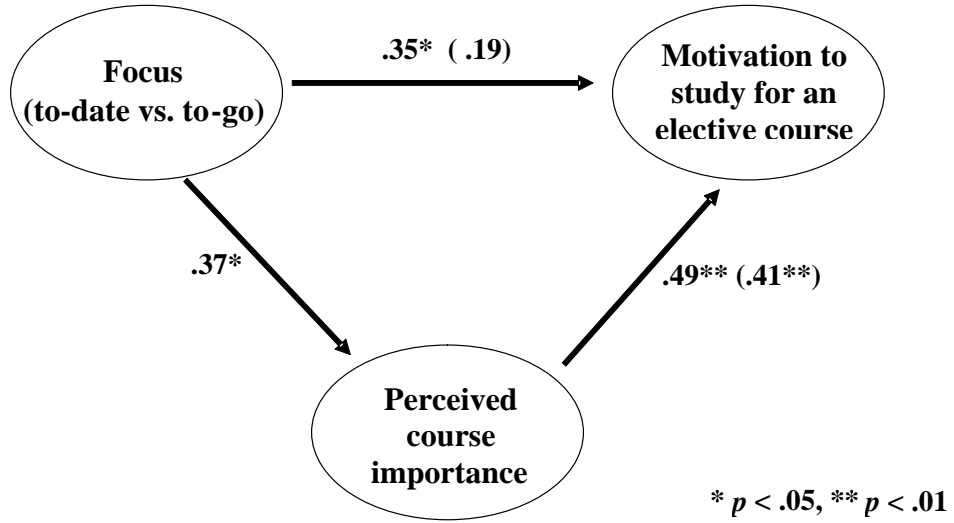 Focus
(to-date vs. to-go)
.35* ( .19)
Motivation to
study for an
elective course
.37*
.49** (.41**)
Perceived
course
importance
* p < .05, ** p < .01